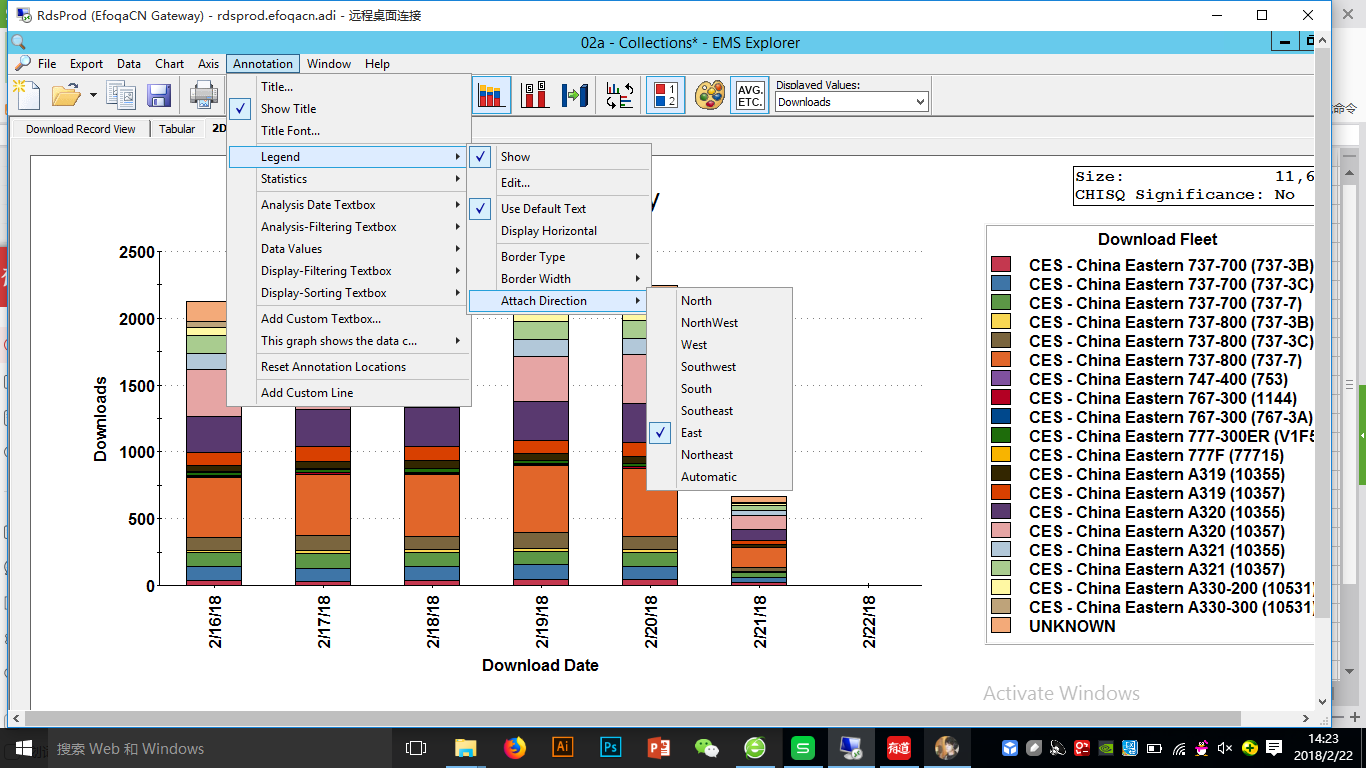 RdsProd (EfoqaCN Gateway) - rdsprod.efoqacn.adi - 远程桌面连接
02a - Collections* - EMS Explorer
File Export Data Chart Axis Annotation Window Help
Displayed Values:
Downloads
AVG. ETC.
Download Record View Tabular 2D
Title...
Show Title
Title Font...
Legend
Statistics
Analysis Date Textbox
Analysis-Filtering Textbox
Data Values
Display-Filtering Textbox
Display-Sorting Textbox
Add Custom Textbox...
This graph shows the data c...
Reset Annotation Locations
Add Custom Line
Show
Edit...
Use Default Text
Display Horizontal
Border Type
Border Width
Attach Direction
North
NorthWest
West
Southwest
South
Southeast
East
Northeast
Automatic
Size: 11,6
CHISQ Significance: No
Download Fleet
CES - China Eastern 737-700 (737-3B)
CES - China Eastern 737-700 (737-3C)
CES - China Eastern 737-700 (737-7)
CES - China Eastern 737-800 (737-3B)
CES - China Eastern 737-800 (737-3C)
CES - China Eastern 737-800 (737-7)
CES - China Eastern 747-400 (753)
CES - China Eastern 767-300 (1144)
CES - China Eastern 767-300 (767-3A)
CES - China Eastern 777-300ER (V1F5
CES - China Eastern 777F (77715)
CES - China Eastern A319 (10355)
CES - China Eastern A319 (10357)
CES - China Eastern A320 (10355)
CES - China Eastern A320 (10357)
CES - China Eastern A321 (10355)
CES - China Eastern A321 (10357)
CES - China Eastern A330-200 (10531)
CES - China Eastern A330-300 (10531)
UNKNOWN
Downloads
2500
2000
1500
1000
500
0
2/16/18 2/17/18 2/18/18 2/19/18 2/20/18 2/21/18 2/22/18
Download Date
Activate Windows
搜索 Web 和 Windows
14:23
2018/2/22